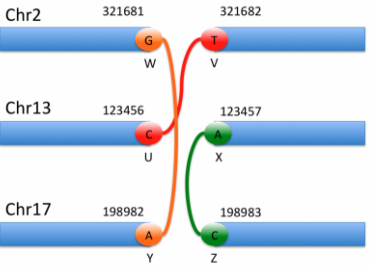 Chr2 321681 321682
G T
W V
Chr13 123456 123457
C A
U X
Chr17 198982 198983
A C
Y Z